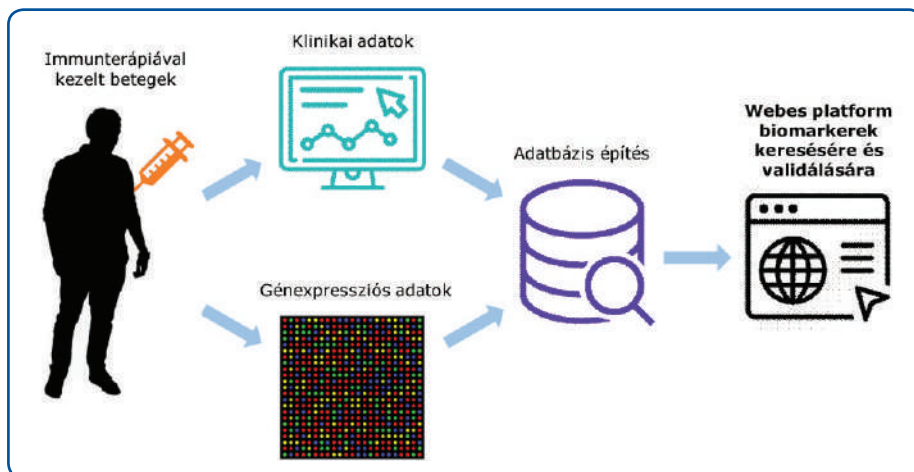 Immunterápiával
kezelt betegek
Klinikai adatok
Génexpressziós adatok
Adatbázis építés
Webes platform
biomarkerek
keresésére és
validálására